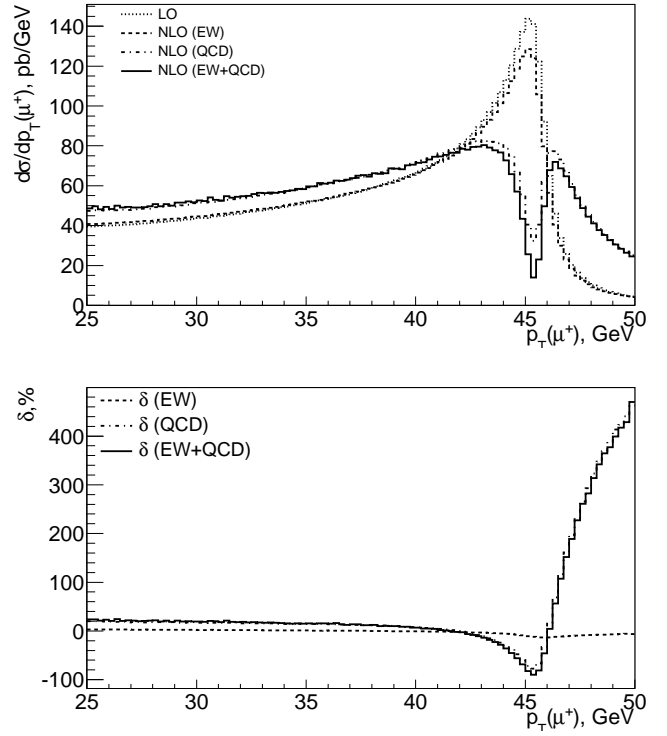 LO
NLO (EW)
NLO (QCD)
NLO (EW+QCD)
dσ/dp_T(μ⁺), pb/GeV
140
120
100
80
60
40
20
0
25 30 35 40 45 50
p_T(μ⁺), GeV
δ (EW)
δ (QCD)
δ (EW+QCD)
δ,%
400
300
200
100
0
-100
25 30 35 40 45 50
p_T(μ⁺), GeV